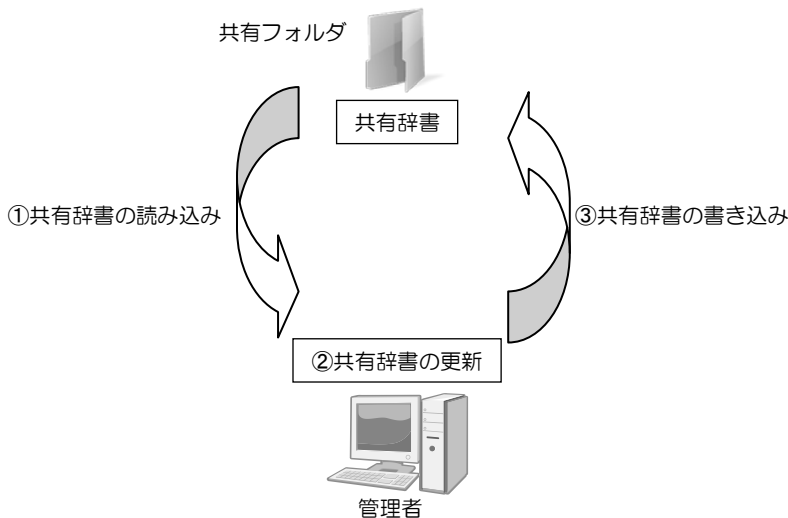 共有フォルダ
共有辞書
①共有辞書の読み込み
③共有辞書の書き込み
②共有辞書の更新
管理者